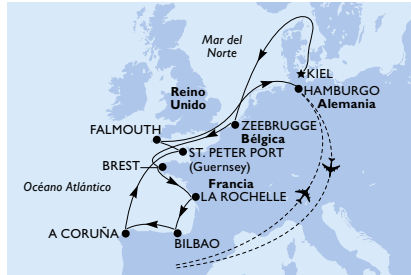 Mar del
Norte
KIEL
HAMBURGO
Alemania
Reino
Unido
FALMOUTH
ZEEBRUGGE
Bélgica
ST. PETER PORT
(Guernsey)
BREST
Francia
Océano Atlántico
LA ROCHELLE
A CORUÑA
BILBAO